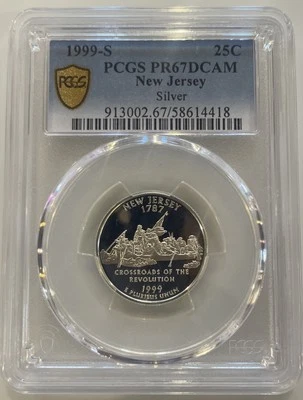 1999-S 25C
PCGS PR67DCAM
New Jersey
Silver
913002.67/58614418
PCGS
NEW JERSEY
1787
CROSSROADS OF THE
REVOLUTION
1999
E PLURIBUS UNUM